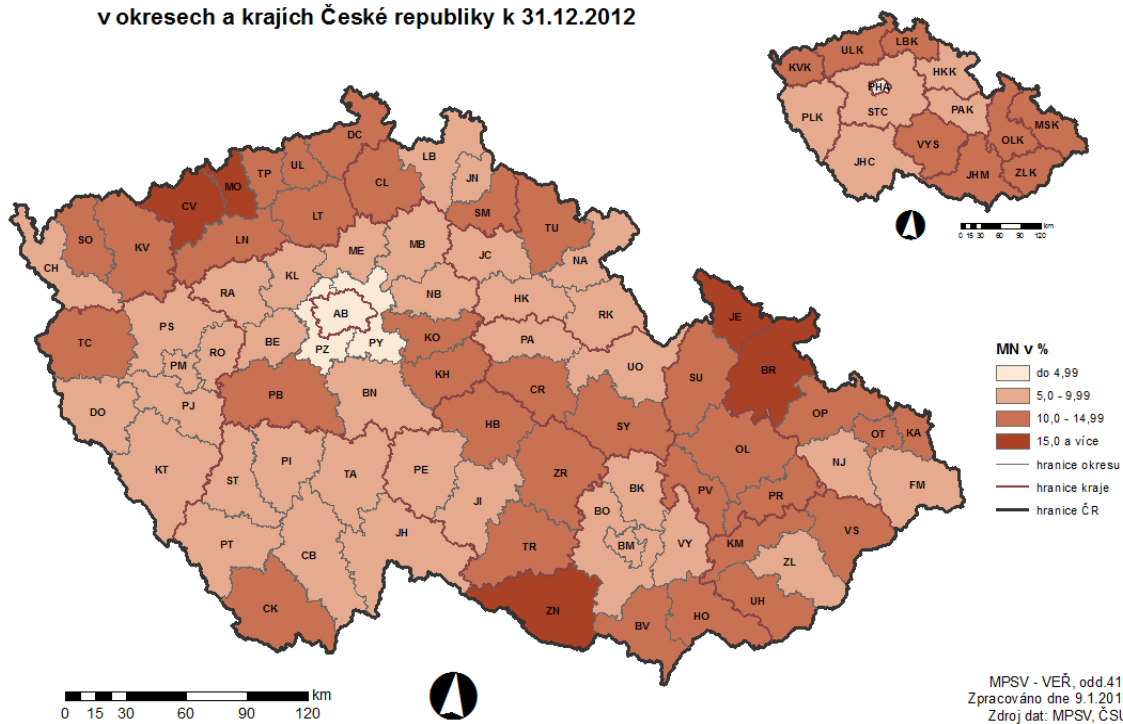 v okresech a krajích České republiky k 31.12.2012
ULK
LBK
KVK
HKK
PHA
STC
PAK
PLK
MSK
OLK
VYS
JHC
ZLK
JHM
km
0 15 30 60 90 120
DC
LB
UL
TP
JN
MO
CL
CV
LT
SM
TU
SO
KV
LN
ME
MB
JC
NA
CH
KL
RA
NB
HK
AB
RK
JE
PS
KO
PA
TC
RO
BE
PZ
PY
UO
PM
BR
KH
SU
CR
BN
PB
PJ
DO
OP
HB
SY
OT
KA
OL
NJ
KT
PI
TA
PE
ZR
ST
JI
BK
PV
PR
FM
BO
VS
KM
PT
JH
TR
BM
VY
CB
ZL
UH
CK
ZN
HO
BV
MN v %
do 4,99
5,0 - 9,99
10,0 - 14,99
15,0 a více
hranice okresu
hranice kraje
hranice ČR
km
0 15 30 60 90 120
MPSV - VEŘ, odd.41
Zpracováno dne 9.1.201
Zdroj dat: MPSV, ČSÚ